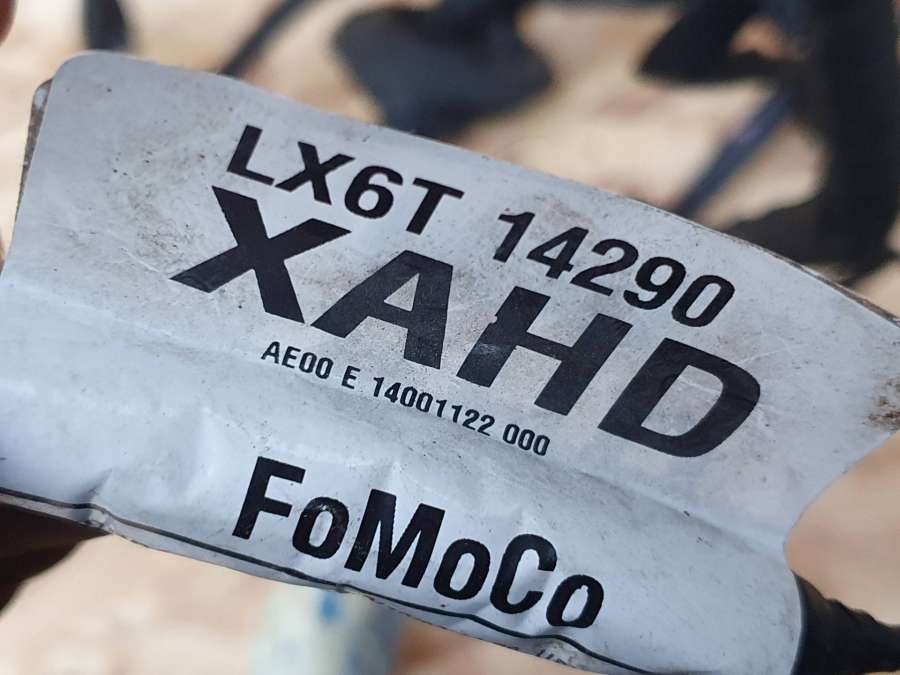 LX6T 14290
XAHD
AE00 E 14001122 000
FoMoCo